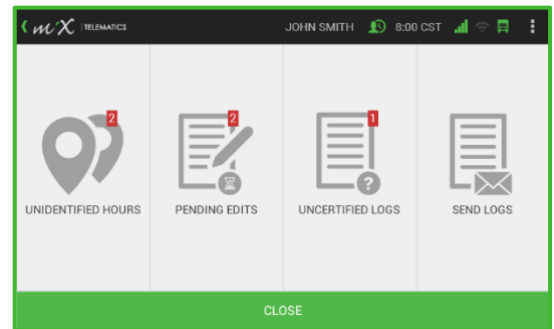 miX TELEMATICS JOHN SMITH 8:00 CST
2 2 1
UNIDENTIFIED HOURS PENDING EDITS UNCERTIFIED LOGS SEND LOGS
?
CLOSE